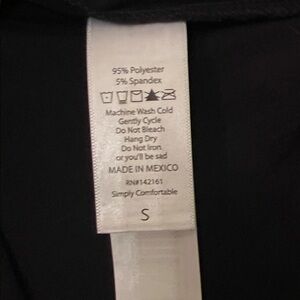 95% Polyester
5% Spandex
Machine Wash Cold
Gently Cycle
Do Not Bleach
Hang Dry
Do Not Iron
or you'll be sad
MADE IN MEXICO
RN#142161
Simply Comfortable
S